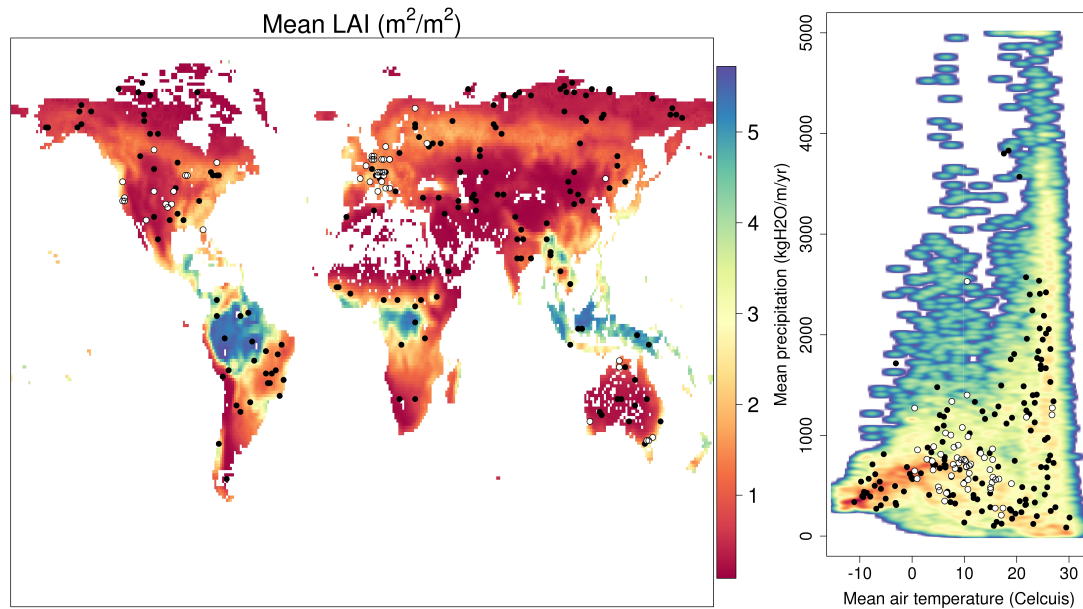 Mean LAI (m²/m²)
5
4
3
2
1
Mean precipitation (kgH2O/m/yr)
5000
4000
3000
2000
1000
0
-10 0 10 20 30
Mean air temperature (Celcuis)